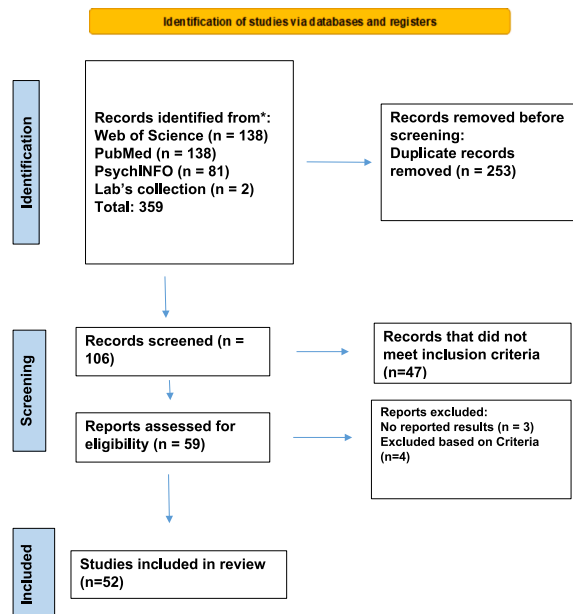 Identification of studies via databases and registers
Identification
Records identified from*:
Web of Science (n = 138)
PubMed (n = 138)
PsychINFO (n = 81)
Lab's collection (n = 2)
Total: 359
Records removed before
screening:
Duplicate records
removed (n = 253)
Screening
Records screened (n =
106)
Records that did not
meet inclusion criteria
(n=47)
Reports assessed for
eligibility (n = 59)
Reports excluded:
No reported results (n = 3)
Excluded based on Criteria
(n=4)
Included
Studies included in review
(n=52)